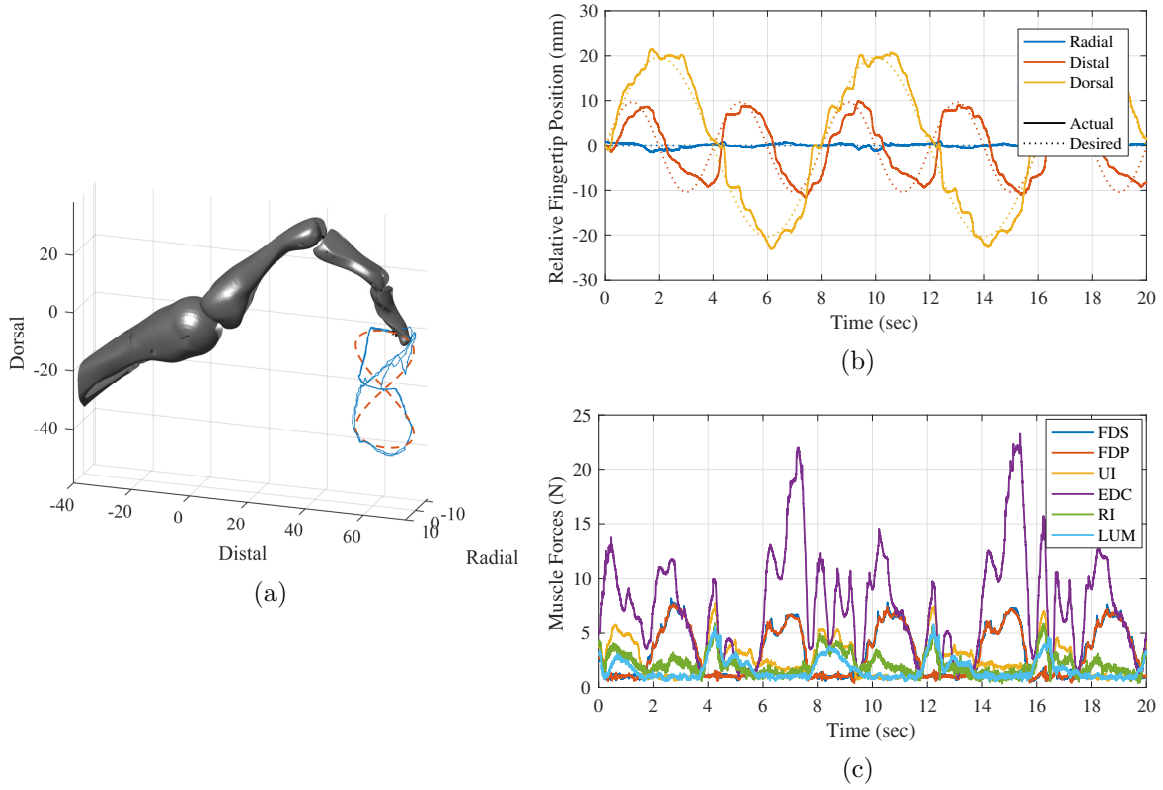 20
0
-20
-40
Dorsal
-40
-20
0
20
40
60
Distal
-10
0
10
Radial
(a)
Relative Fingertip Position (mm)
30
20
10
0
-10
-20
-30
0 2 4 6 8 10 12 14 16 18 20
Time (sec)
Radial
Distal
Dorsal
Actual
Desired
(b)
Muscle Forces (N)
25
20
15
10
5
0
0 2 4 6 8 10 12 14 16 18 20
Time (sec)
FDS
FDP
UI
EDC
RI
LUM
(c)